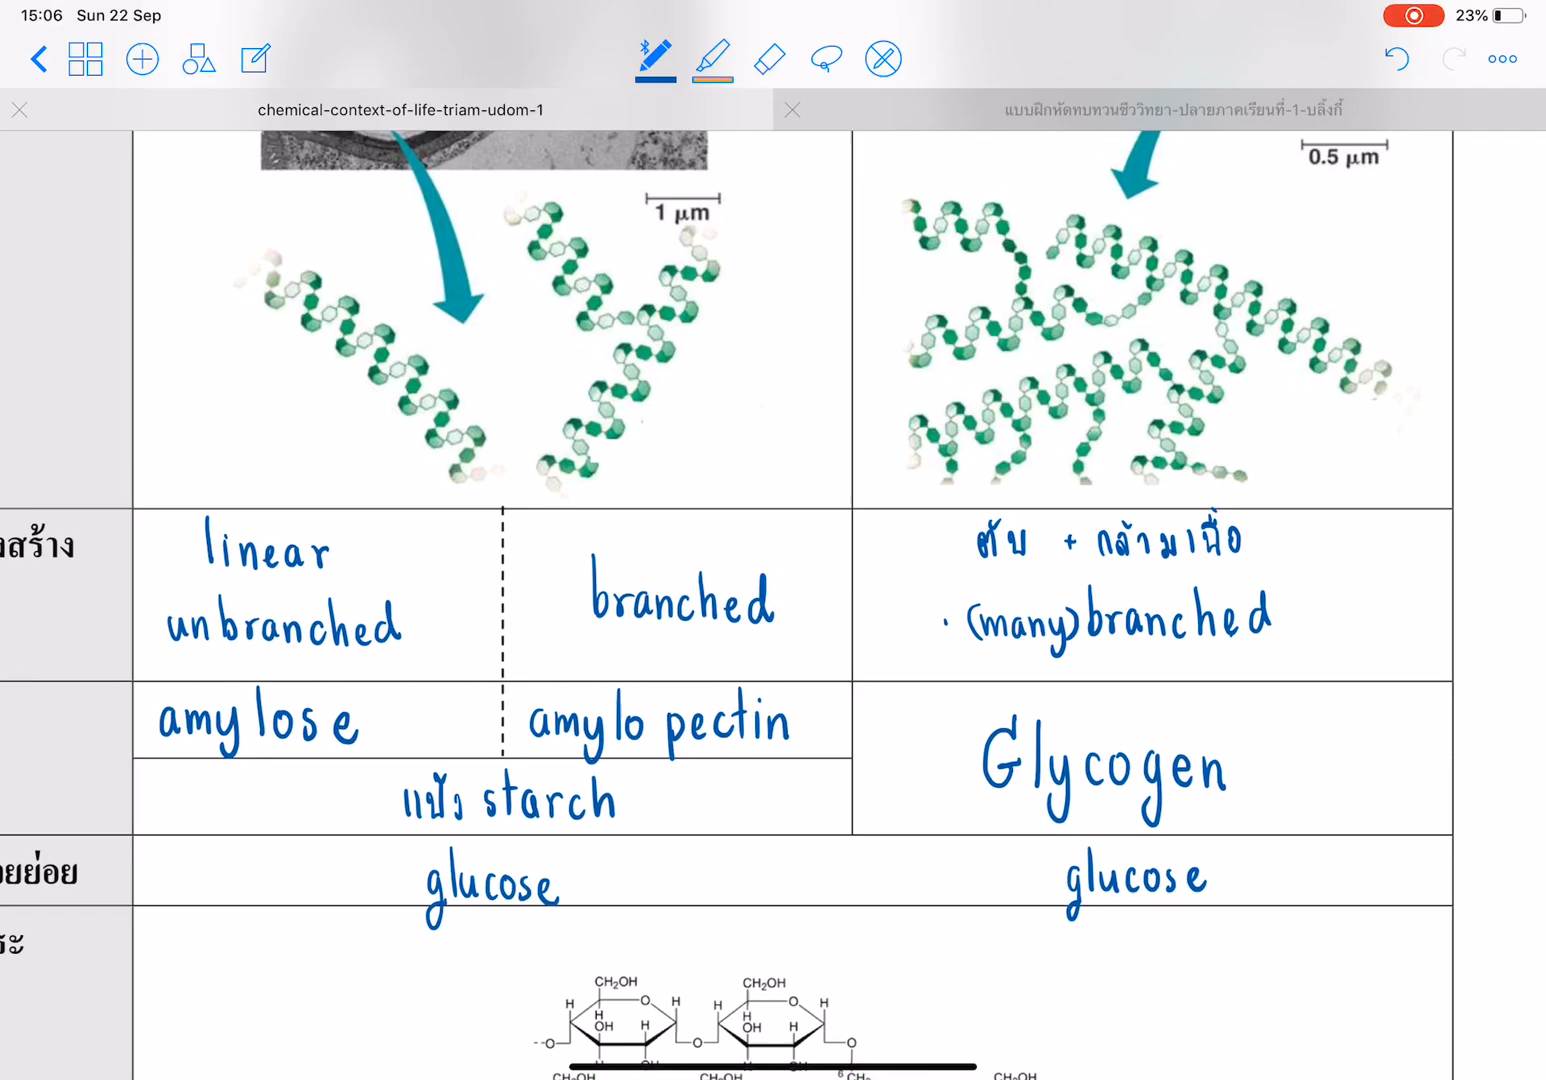 15:06 Sun 22 Sep
23%
chemical-context-of-life-triam-udom-1
แบบฝึกหัดทบทวนชีววิทยา-ปลายภาคเรียนที่-1-บลิ้งกี้
1 μm
0.5 μm
สร้าง
linear
unbranched
branched
ตับ + กล้ามเนื้อ
· (many) branched
amylose
amylopectin
แป้ง starch
Glycogen
ยย่อย
glucose
glucose
ระ
CH₂OH CH₂OH
H O H H O H
H H
OH H OH H
--O O O
H OH H OH
CH₂OH CH₂OH ⁶CH₂ CH₂OH